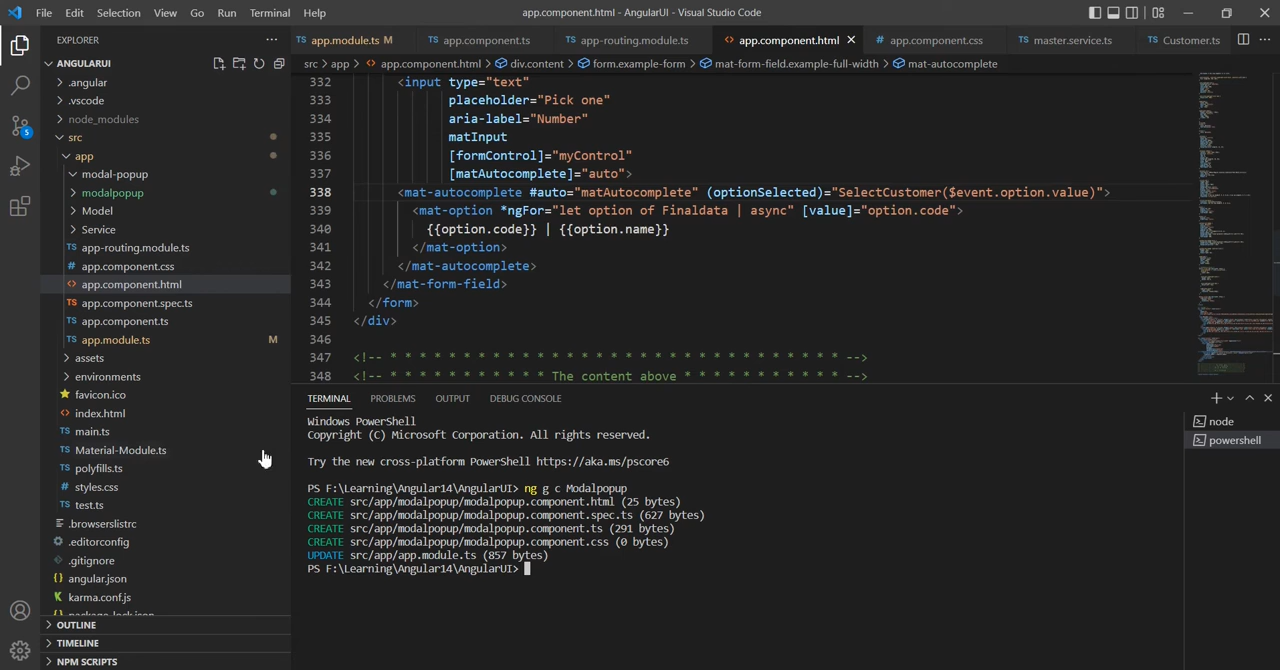 File Edit Selection View Go Run Terminal Help
app.component.html - AngularUI - Visual Studio Code
EXPLORER
ANGULARUI
.angular
.vscode
node_modules
src
app
modal-popup
modalpopup
Model
Service
app-routing.module.ts
app.component.css
app.component.html
app.component.spec.ts
app.component.ts
app.module.ts M
assets
environments
favicon.ico
index.html
main.ts
Material-Module.ts
polyfills.ts
styles.css
test.ts
.browserslistrc
.editorconfig
.gitignore
angular.json
karma.conf.js
package-lock.json
OUTLINE
TIMELINE
NPM SCRIPTS
5
app.module.ts M app.component.ts app-routing.module.ts app.component.html app.component.css master.service.ts Customer.ts
src > app > app.component.html > div.content > form.example-form > mat-form-field.example-full-width > mat-autocomplete
332 <input type="text"
333 placeholder="Pick one"
334 aria-label="Number"
335 matInput
336 [formControl]="myControl"
337 [matAutocomplete]="auto">
338 <mat-autocomplete #auto="matAutocomplete" (optionSelected)="SelectCustomer($event.option.value)">
339 <mat-option *ngFor="let option of Finaldata | async" [value]="option.code">
340 {{option.code}} | {{option.name}}
341 </mat-option>
342 </mat-autocomplete>
343 </mat-form-field>
344 </form>
345 </div>
346
347 <!-- * * * * * * * * * * * * * * * * * * * * * * * * * * * * * * * -->
348 <!-- * * * * * * * * * * * The content above * * * * * * * * * * * -->
TERMINAL PROBLEMS OUTPUT DEBUG CONSOLE
node
powershell
Windows PowerShell
Copyright (C) Microsoft Corporation. All rights reserved.
Try the new cross-platform PowerShell https://aka.ms/pscore6
PS F:\Learning\Angular14\AngularUI> ng g c Modalpopup
CREATE src/app/modalpopup/modalpopup.component.html (25 bytes)
CREATE src/app/modalpopup/modalpopup.component.spec.ts (627 bytes)
CREATE src/app/modalpopup/modalpopup.component.ts (291 bytes)
CREATE src/app/modalpopup/modalpopup.component.css (0 bytes)
UPDATE src/app/app.module.ts (857 bytes)
PS F:\Learning\Angular14\AngularUI>